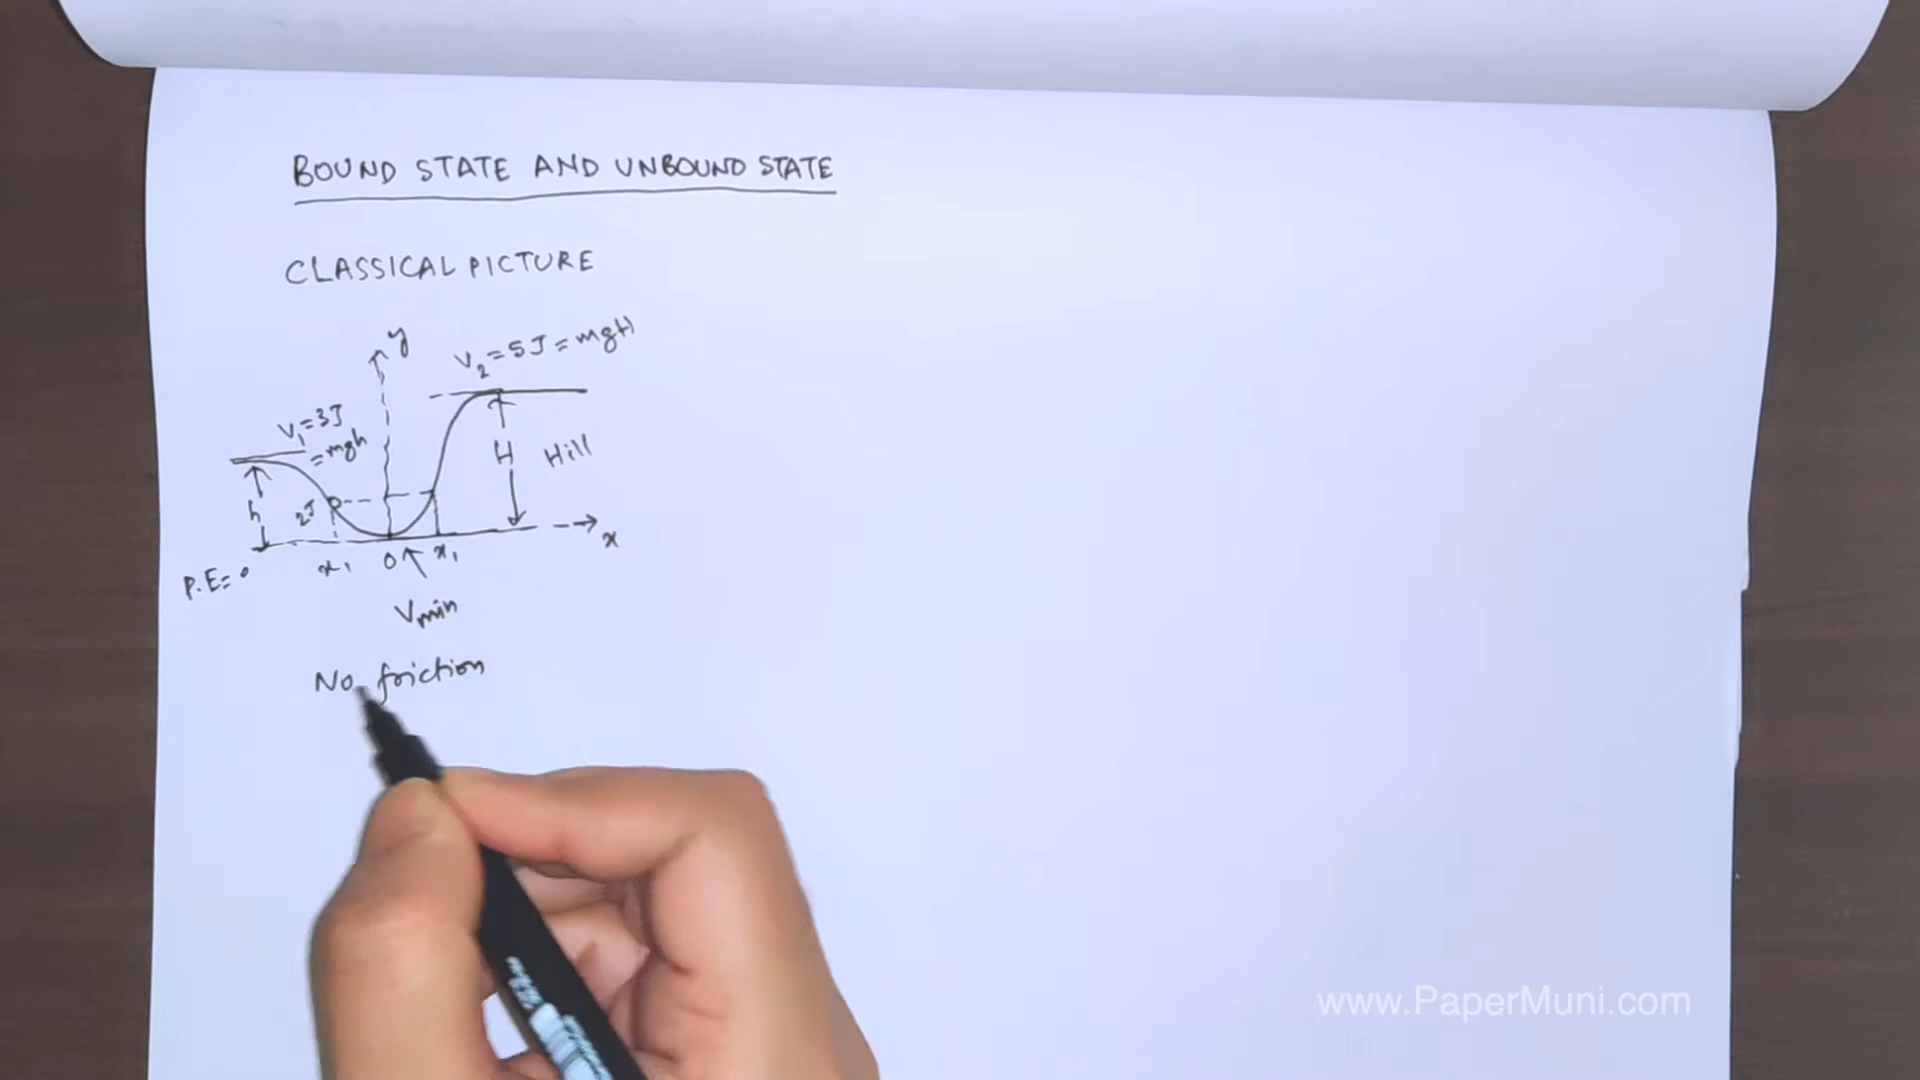 BOUND STATE AND UNBOUND STATE
CLASSICAL PICTURE
y
V₂ = 5J = mgH
V₁ = 3J
= mgh
H
Hill
h
2J
x
x₁
0
x₁
P.E = 0
Vmin
No friction
www.PaperMuni.com